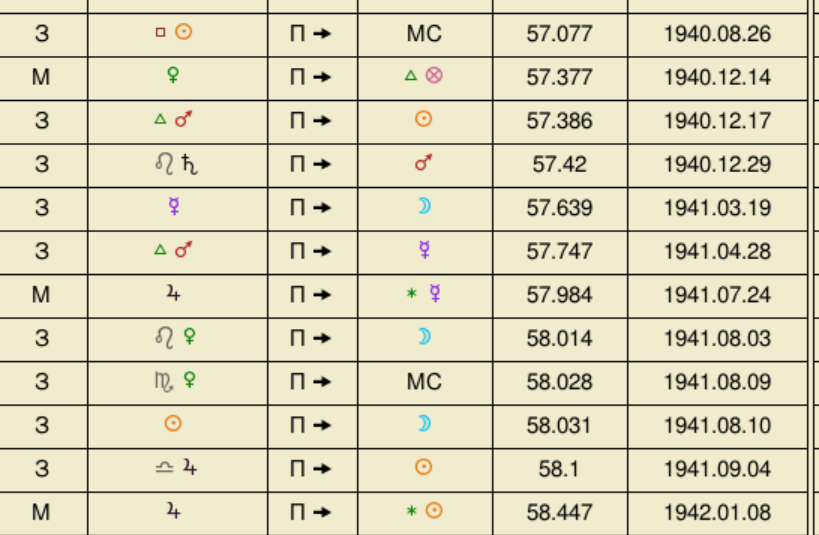 З □ ☉ П → MC 57.077 1940.08.26
М ♀ П → △ ⊗ 57.377 1940.12.14
З △ ♂ П → ☉ 57.386 1940.12.17
З ♌ ♄ П → ♂ 57.42 1940.12.29
З ☿ П → ☽ 57.639 1941.03.19
З △ ♂ П → ☿ 57.747 1941.04.28
М ♃ П → ⚹ ☿ 57.984 1941.07.24
З ♌ ♀ П → ☽ 58.014 1941.08.03
З ♏ ♀ П → MC 58.028 1941.08.09
З ☉ П → ☽ 58.031 1941.08.10
З ♎ ♃ П → ☉ 58.1 1941.09.04
М ♃ П → ⚹ ☉ 58.447 1942.01.08